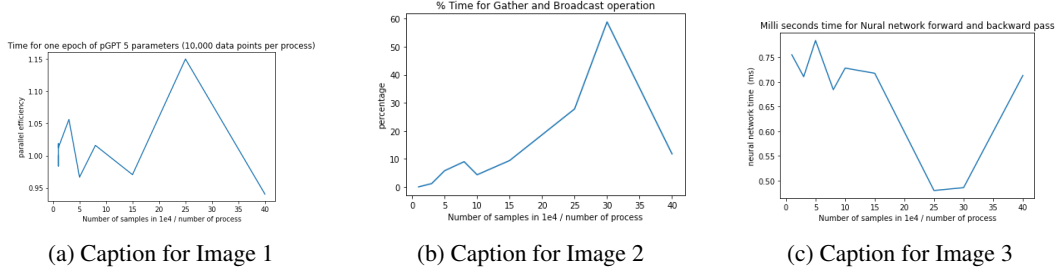 Time for one epoch of pGPT 5 parameters (10,000 data points per process)
1.15
1.10
1.05
1.00
0.95
parallel efficiency
0 5 10 15 20 25 30 35 40
Number of samples in 1e4 / number of process
(a) Caption for Image 1
% Time for Gather and Broadcast operation
60
50
40
30
20
10
0
percentage
0 5 10 15 20 25 30 35 40
Number of samples in 1e4 / number of process
(b) Caption for Image 2
Milli seconds time for Nural network forward and backward pass
0.75
0.70
0.65
0.60
0.55
0.50
neural network time (ms)
0 5 10 15 20 25 30 35 40
Number of samples in 1e4 / number of process
(c) Caption for Image 3